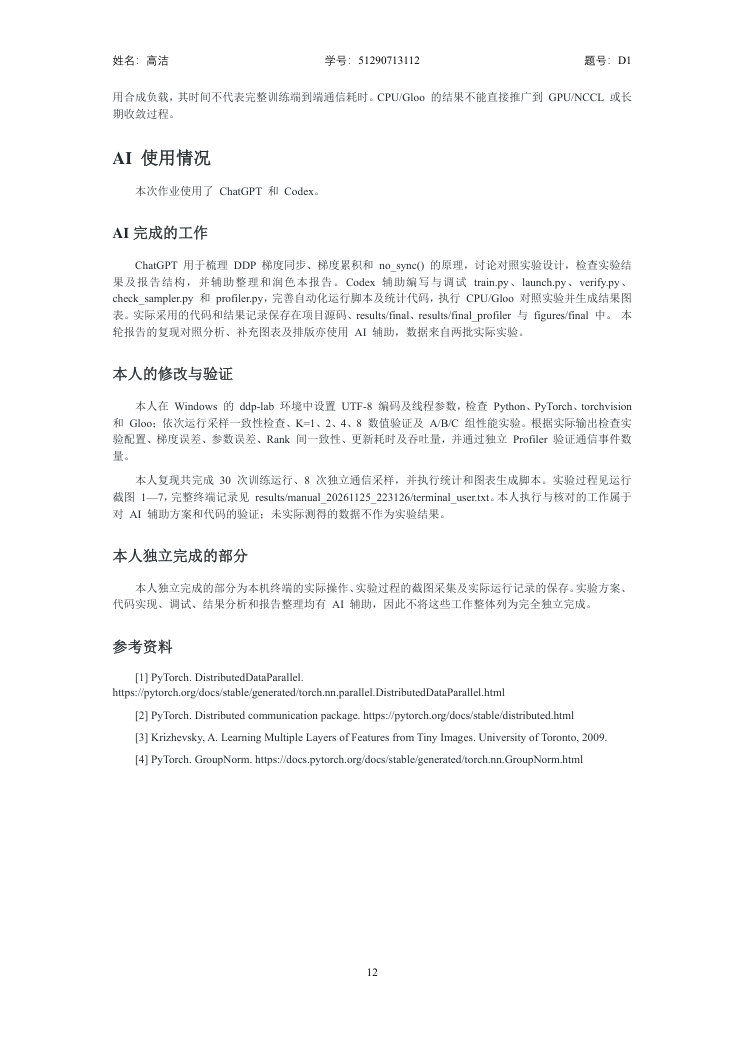 姓名：高洁 学号：51290713112 题号：D1
用合成负载，其时间不代表完整训练端到端通信耗时。CPU/Gloo 的结果不能直接推广到 GPU/NCCL 或长
期收敛过程。
AI 使用情况
本次作业使用了 ChatGPT 和 Codex。
AI 完成的工作
ChatGPT 用于梳理 DDP 梯度同步、梯度累积和 no_sync() 的原理，讨论对照实验设计，检查实验结
果及报告结构，并辅助整理和润色本报告。Codex 辅助编写与调试 train.py、launch.py、verify.py、
check_sampler.py 和 profiler.py，完善自动化运行脚本及统计代码，执行 CPU/Gloo 对照实验并生成结果图
表。实际采用的代码和结果记录保存在项目源码、results/final、results/final_profiler 与 figures/final 中。 本
轮报告的复现对照分析、补充图表及排版亦使用 AI 辅助，数据来自两批实际实验。
本人的修改与验证
本人在 Windows 的 ddp-lab 环境中设置 UTF-8 编码及线程参数，检查 Python、PyTorch、torchvision
和 Gloo；依次运行采样一致性检查、K=1、2、4、8 数值验证及 A/B/C 组性能实验。根据实际输出检查实
验配置、梯度误差、参数误差、Rank 间一致性、更新耗时及吞吐量，并通过独立 Profiler 验证通信事件数
量。
本人复现共完成 30 次训练运行、8 次独立通信采样，并执行统计和图表生成脚本。实验过程见运行
截图 1—7，完整终端记录见 results/manual_20261125_223126/terminal_user.txt。本人执行与核对的工作属于
对 AI 辅助方案和代码的验证；未实际测得的数据不作为实验结果。
本人独立完成的部分
本人独立完成的部分为本机终端的实际操作、实验过程的截图采集及实际运行记录的保存。实验方案、
代码实现、调试、结果分析和报告整理均有 AI 辅助，因此不将这些工作整体列为完全独立完成。
参考资料
[1] PyTorch. DistributedDataParallel.
https://pytorch.org/docs/stable/generated/torch.nn.parallel.DistributedDataParallel.html
[2] PyTorch. Distributed communication package. https://pytorch.org/docs/stable/distributed.html
[3] Krizhevsky, A. Learning Multiple Layers of Features from Tiny Images. University of Toronto, 2009.
[4] PyTorch. GroupNorm. https://docs.pytorch.org/docs/stable/generated/torch.nn.GroupNorm.html
12